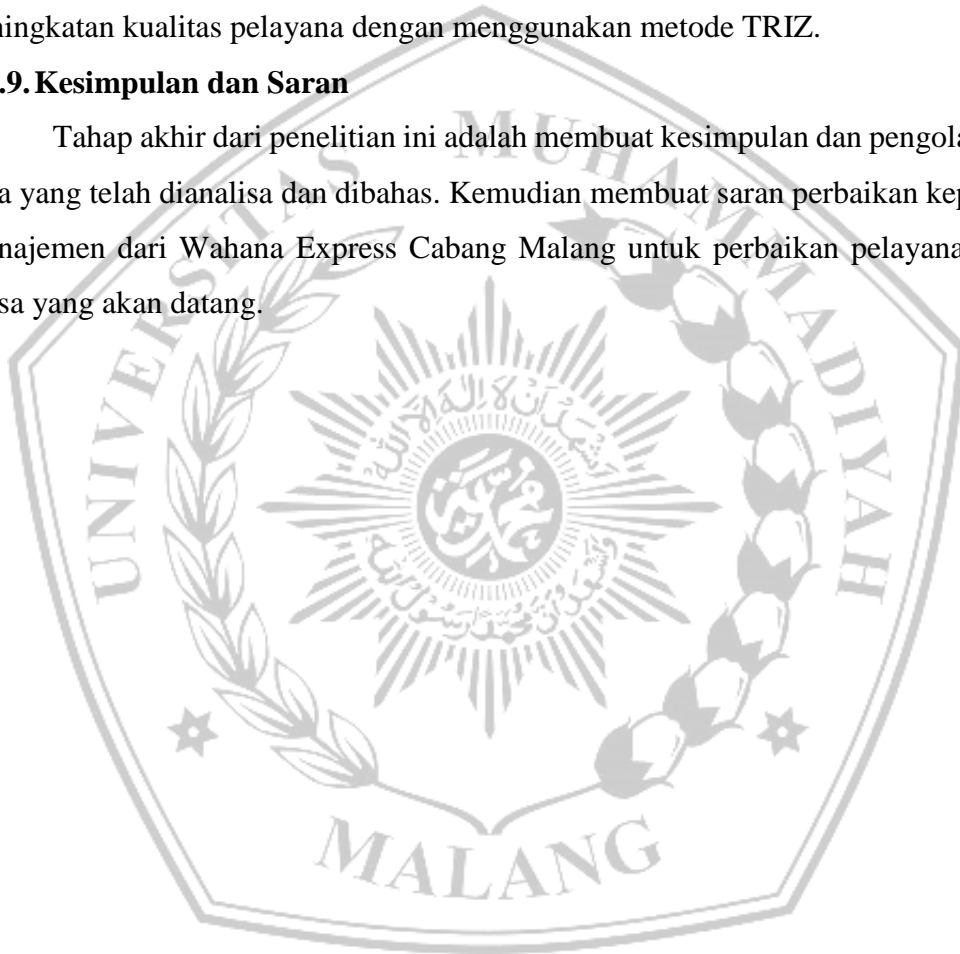 ningkatan kualitas pelayana dengan menggunakan metode TRIZ.
.9. Kesimpulan dan Saran
Tahap akhir dari penelitian ini adalah membuat kesimpulan dan pengola
a yang telah dianalisa dan dibahas. Kemudian membuat saran perbaikan kep
najemen dari Wahana Express Cabang Malang untuk perbaikan pelayana
sa yang akan datang.
UNIVERSITAS MUHAMMADIYAH
MALANG